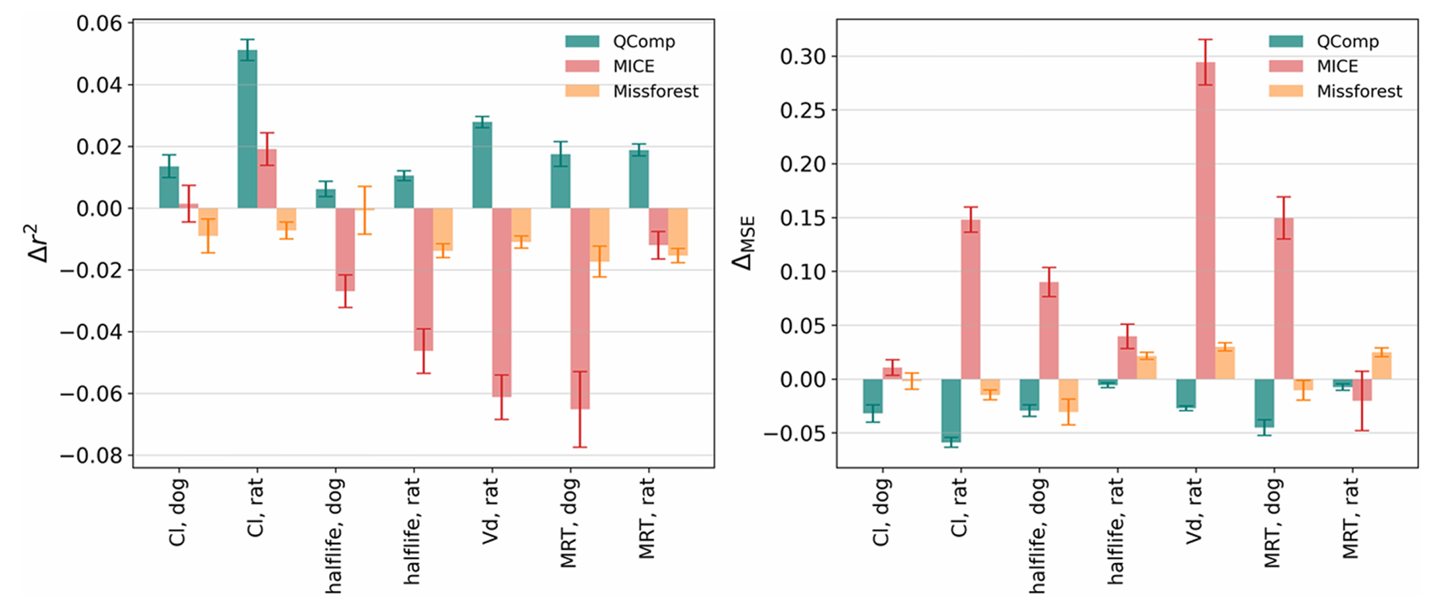 0.06
0.04
0.02
0.00
−0.02
−0.04
−0.06
−0.08
Δr²
QComp
MICE
Missforest
Cl, dog
Cl, rat
halflife, dog
halflife, rat
Vd, rat
MRT, dog
MRT, rat
0.30
0.25
0.20
0.15
0.10
0.05
0.00
−0.05
Δ_MSE
QComp
MICE
Missforest
Cl, dog
Cl, rat
halflife, dog
halflife, rat
Vd, rat
MRT, dog
MRT, rat